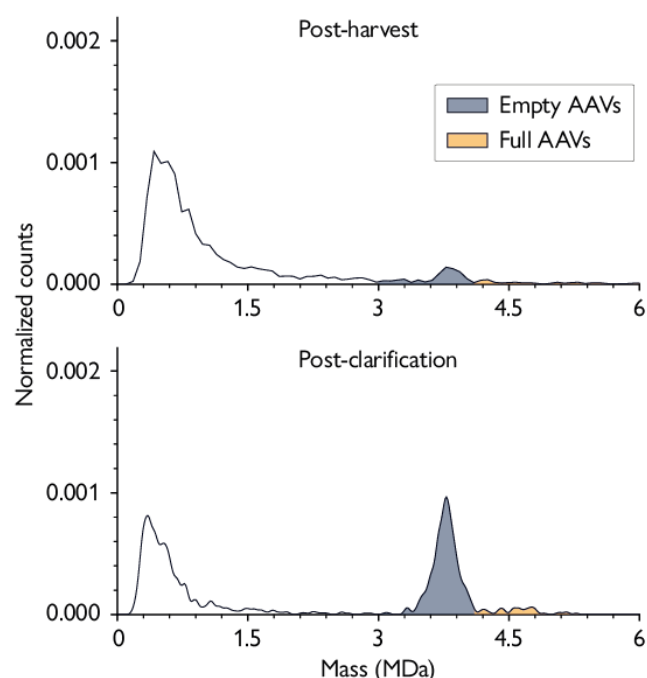 Post-harvest
0.002
Empty AAVs
Full AAVs
0.001
0.000
0 1.5 3 4.5 6
Normalized counts
Post-clarification
0.002
0.001
0.000
0 1.5 3 4.5 6
Mass (MDa)